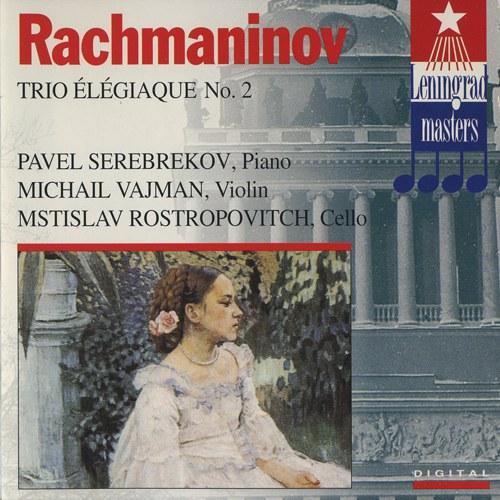 Rachmaninov
TRIO ÉLÉGIAQUE No. 2
PAVEL SEREBREKOV, Piano
MICHAIL VAJMAN, Violin
MSTISLAV ROSTROPOVITCH, Cello
Leningrad
masters
DIGITAL